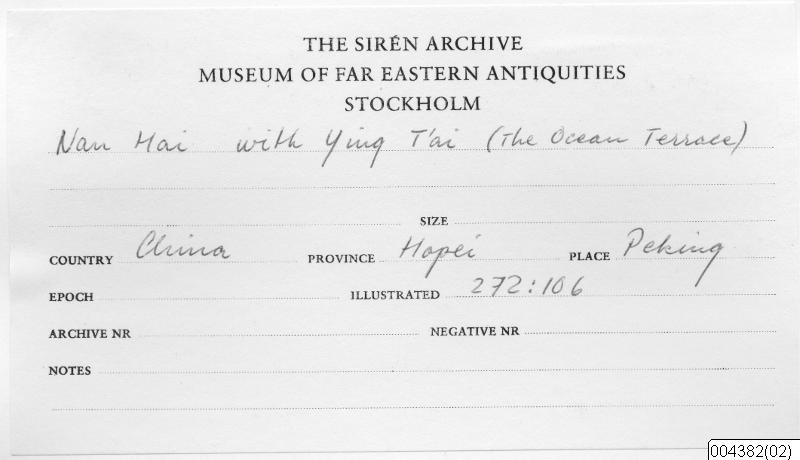 THE SIRÉN ARCHIVE
MUSEUM OF FAR EASTERN ANTIQUITIES
STOCKHOLM
Nan Hai with Ying T'ai (The Ocean Terrace)
SIZE
COUNTRY China PROVINCE Hopei PLACE Peking
EPOCH ILLUSTRATED 272:106
ARCHIVE NR NEGATIVE NR
NOTES
004382(02)